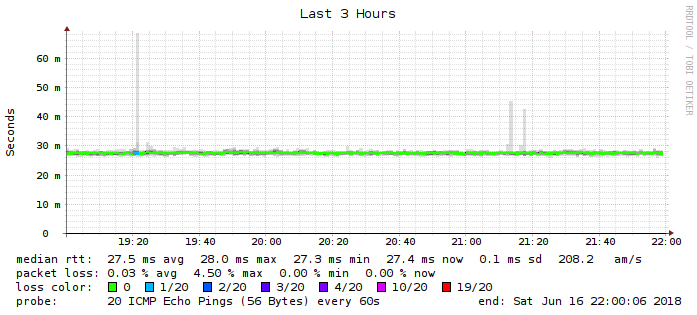 Last 3 Hours
RRDTOOL / TOBI OETIKER
Seconds
60 m
50 m
40 m
30 m
20 m
10 m
0
19:20 19:40 20:00 20:20 20:40 21:00 21:20 21:40 22:00
median rtt: 27.5 ms avg 28.0 ms max 27.3 ms min 27.4 ms now 0.1 ms sd 208.2 am/s
packet loss: 0.03 % avg 4.50 % max 0.00 % min 0.00 % now
loss color: 0 1/20 2/20 3/20 4/20 10/20 19/20
probe: 20 ICMP Echo Pings (56 Bytes) every 60s end: Sat Jun 16 22:00:06 2018